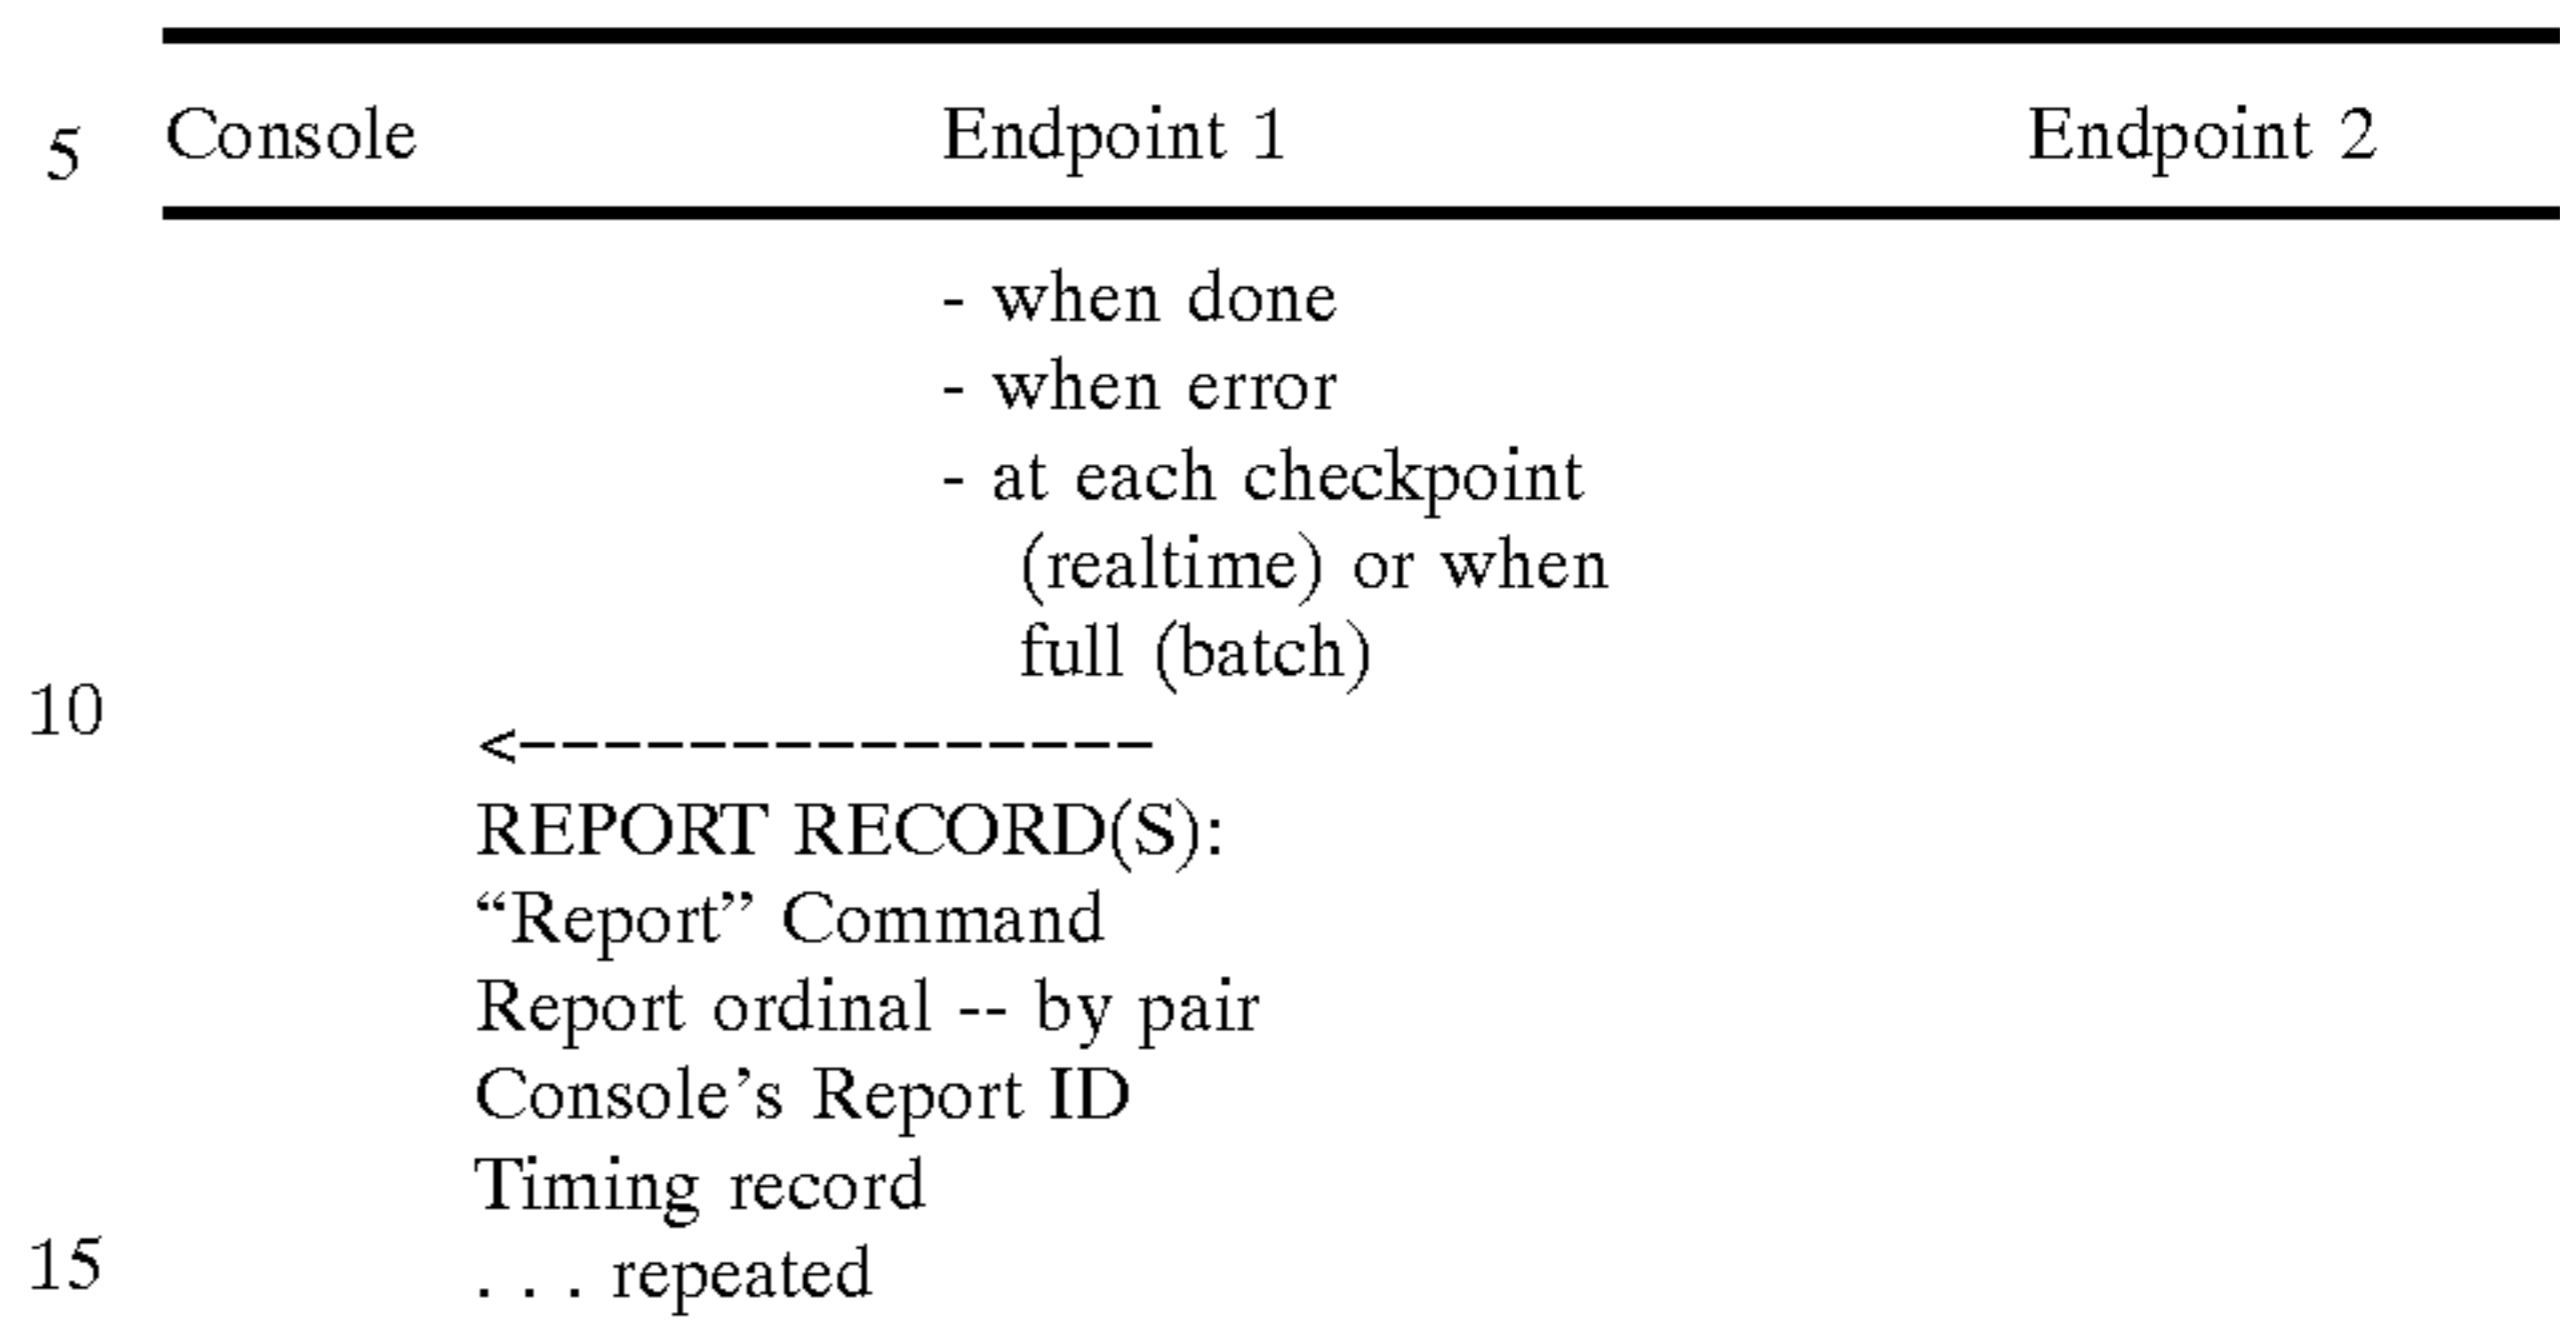 5 Console Endpoint 1 Endpoint 2
- when done
- when error
- at each checkpoint
(realtime) or when
full (batch)
10
<---------------
REPORT RECORD(S):
“Report” Command
Report ordinal -- by pair
Console’s Report ID
Timing record
15 . . . repeated